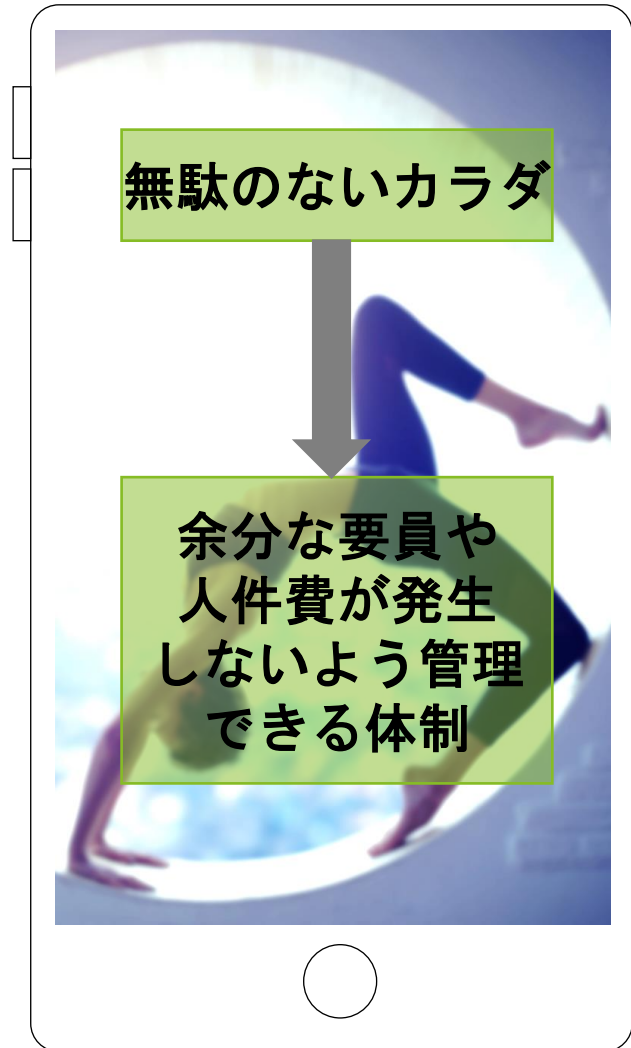 無駄のないカラダ
余分な要員や
人件費が発生
しないよう管理
できる体制